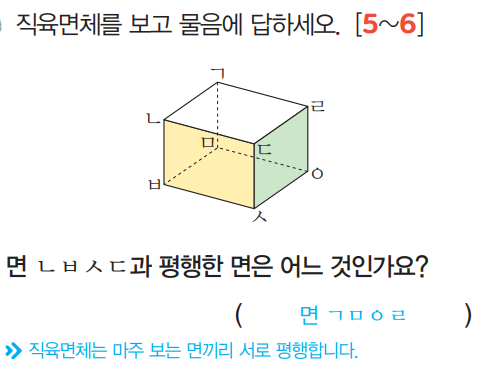 직육면체를 보고 물음에 답하세오. [5~6]
ㄱ
ㄴ
ㄹ
ㅁ
ㄷ
ㅂ
ㅇ
ㅅ
면 ㄴㅂㅅㄷ과 평행한 면은 어느 것인가요?
( 면 ㄱㅁㅇㄹ )
직육면체는 마주 보는 면끼리 서로 평행합니다.